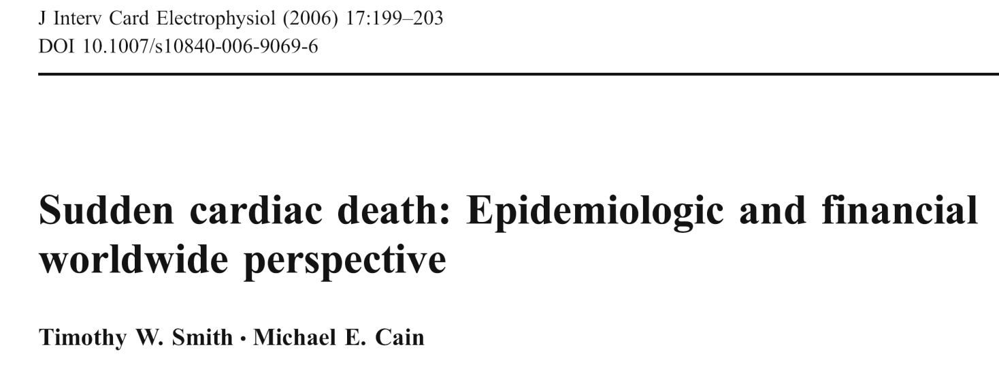 J Interv Card Electrophysiol (2006) 17:199–203
DOI 10.1007/s10840-006-9069-6
Sudden cardiac death: Epidemiologic and financial
worldwide perspective
Timothy W. Smith • Michael E. Cain